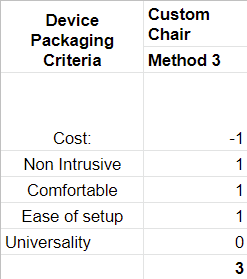 Device Packaging Criteria
Custom Chair
Method 3
Cost: -1
Non Intrusive 1
Comfortable 1
Ease of setup 1
Universality 0
3